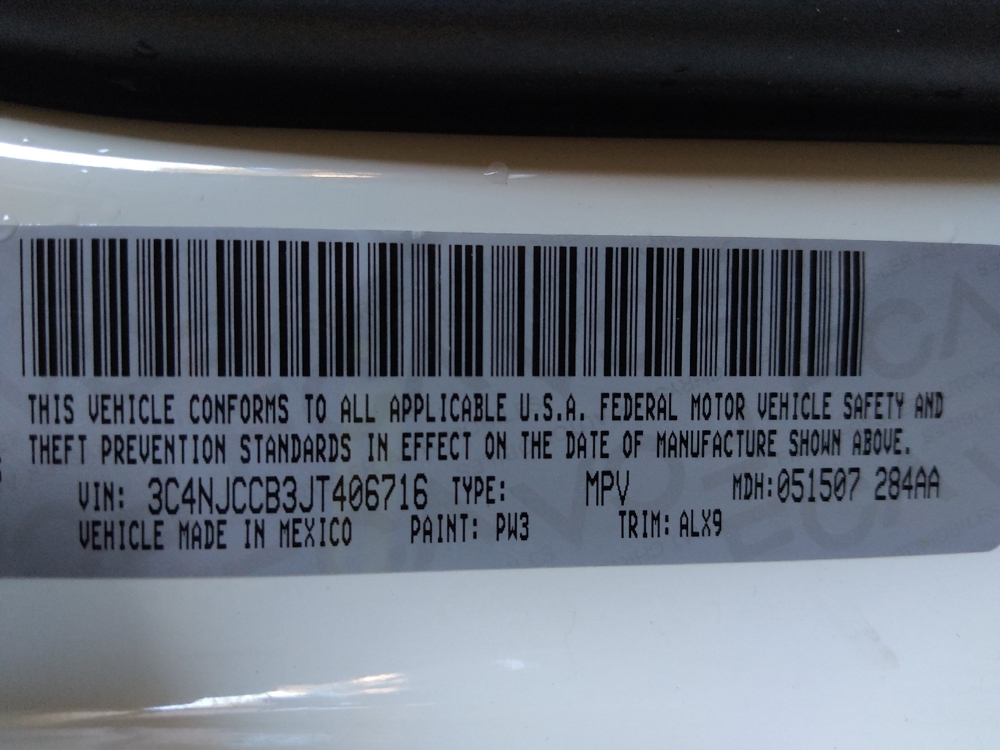 THIS VEHICLE CONFORMS TO ALL APPLICABLE U.S.A. FEDERAL MOTOR VEHICLE SAFETY AND
THEFT PREVENTION STANDARDS IN EFFECT ON THE DATE OF MANUFACTURE SHOWN ABOVE.
VIN: 3C4NJCCB3JT406716 TYPE: MPV MDH:051507 284AA
VEHICLE MADE IN MEXICO PAINT: PW3 TRIM: ALX9